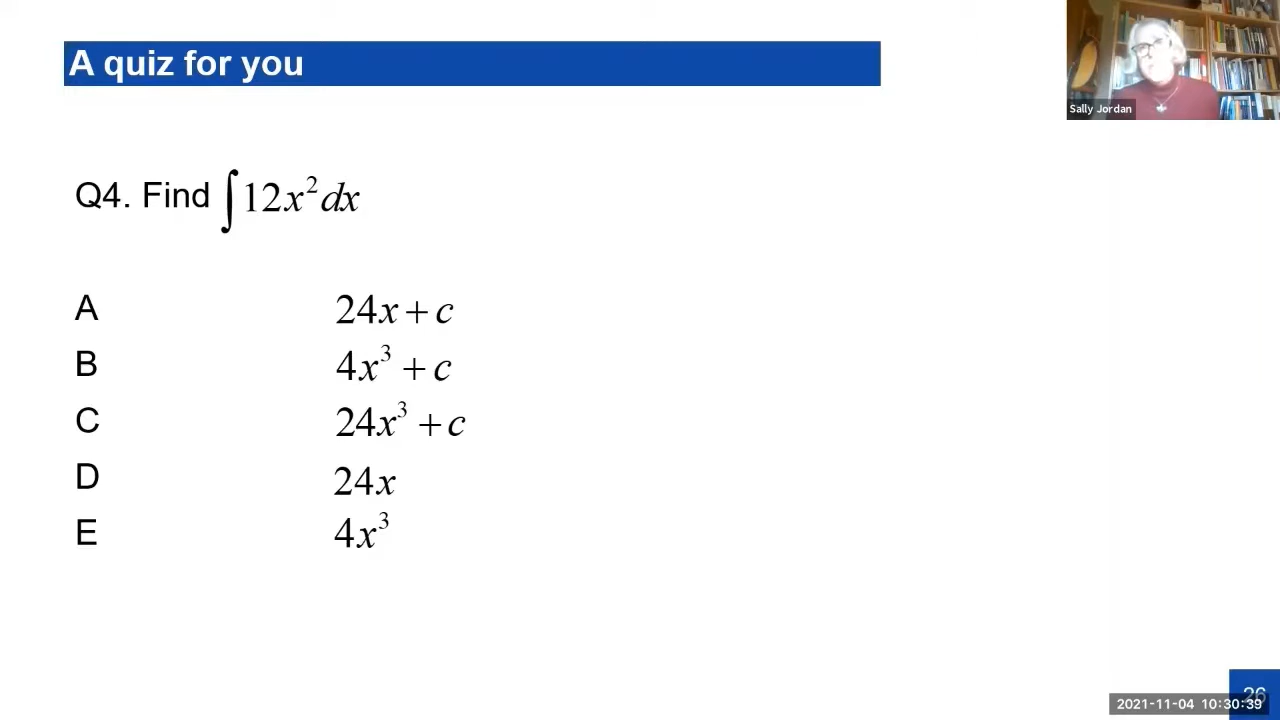 A quiz for you
Sally Jordan
Q4. Find ∫12x²dx
A 24x + c
B 4x³ + c
C 24x³ + c
D 24x
E 4x³
26
2021-11-04 10:30:39